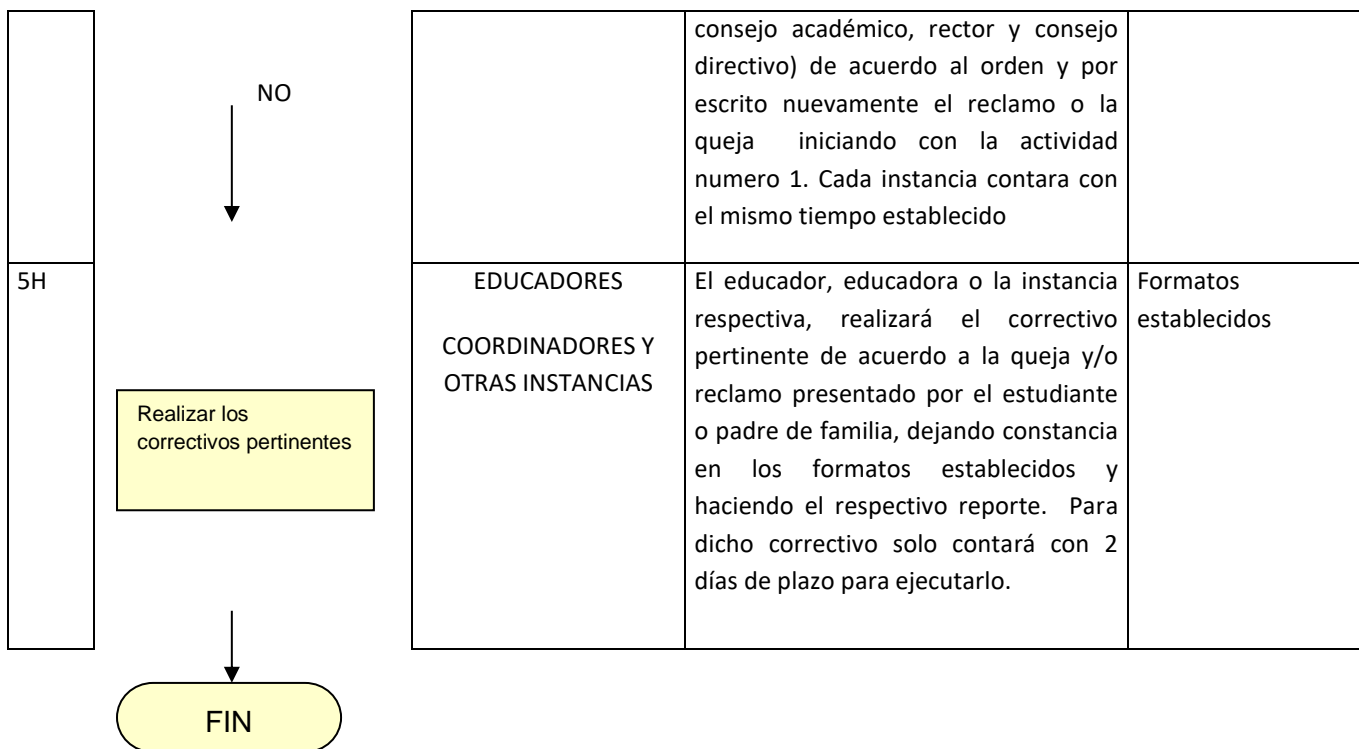 NO
consejo académico, rector y consejo
directivo) de acuerdo al orden y por
escrito nuevamente el reclamo o la
queja iniciando con la actividad
numero 1. Cada instancia contara con
el mismo tiempo establecido
5H
Realizar los
correctivos pertinentes
EDUCADORES
COORDINADORES Y
OTRAS INSTANCIAS
El educador, educadora o la instancia
respectiva, realizará el correctivo
pertinente de acuerdo a la queja y/o
reclamo presentado por el estudiante
o padre de familia, dejando constancia
en los formatos establecidos y
haciendo el respectivo reporte. Para
dicho correctivo solo contará con 2
días de plazo para ejecutarlo.
Formatos
establecidos
FIN